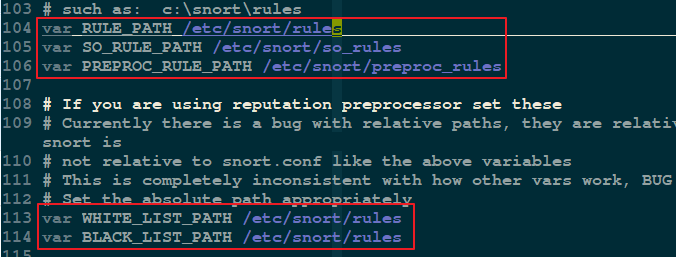 103 # such as:  c:\snort\rules
104 var RULE_PATH /etc/snort/rules
105 var SO_RULE_PATH /etc/snort/so_rules
106 var PREPROC_RULE_PATH /etc/snort/preproc_rules
107
108 # If you are using reputation preprocessor set these
109 # Currently there is a bug with relative paths, they are relati
snort is
110 # not relative to snort.conf like the above variables
111 # This is completely inconsistent with how other vars work, BUG
112 # Set the absolute path appropriately
113 var WHITE_LIST_PATH /etc/snort/rules
114 var BLACK_LIST_PATH /etc/snort/rules
115